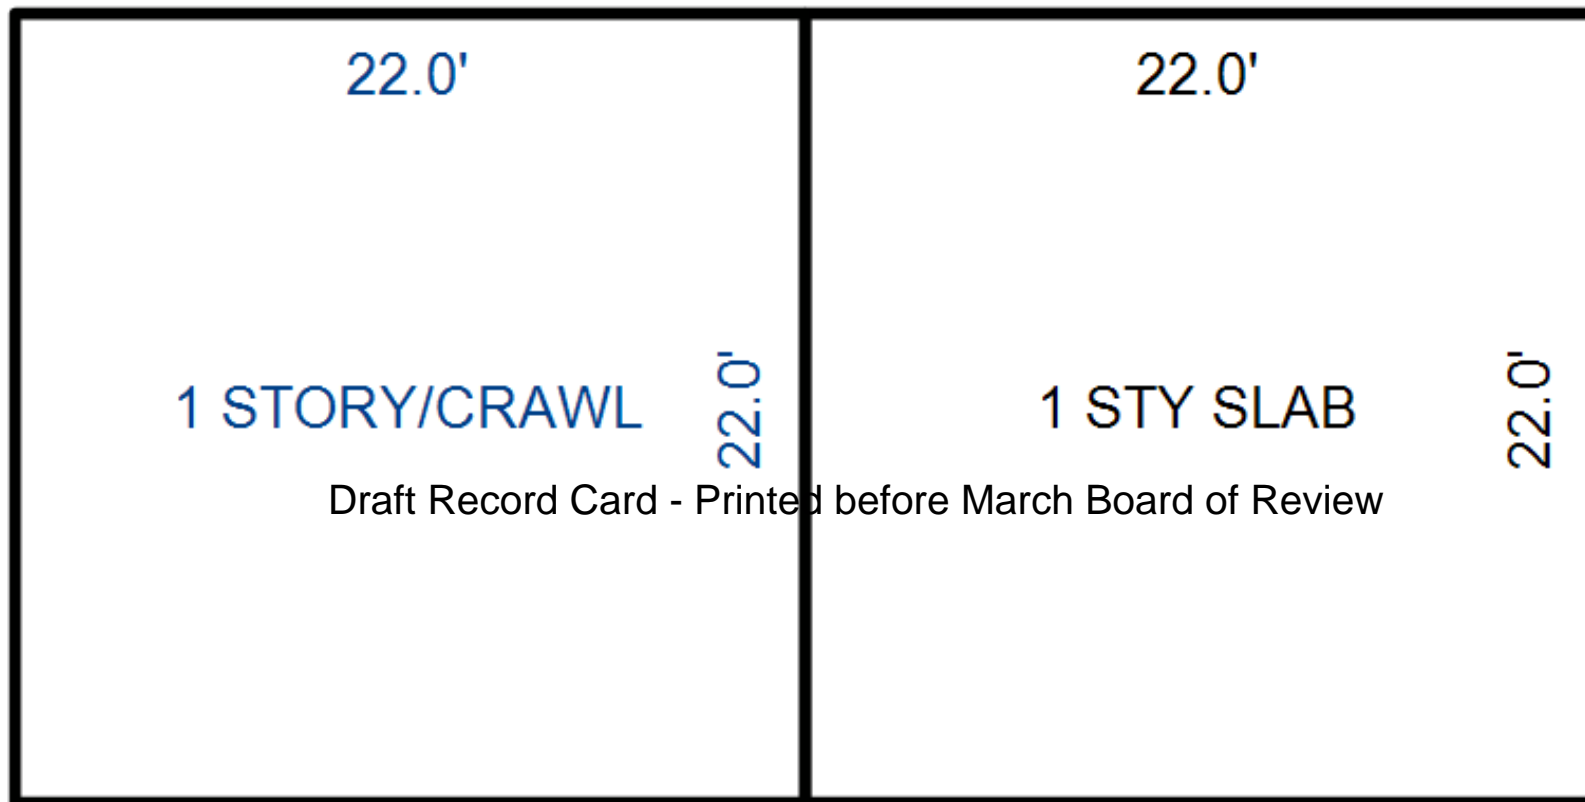 22.0'
22.0'
1 STORY/CRAWL
22.0'
1 STY SLAB
22.0'
Draft Record Card - Printed before March Board of Review